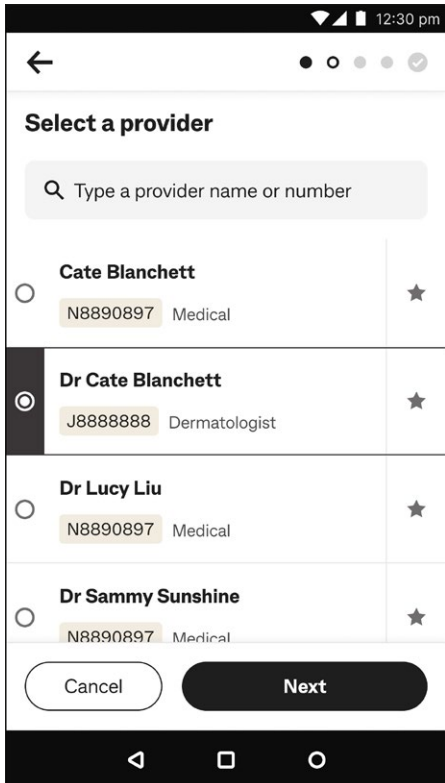 12:30 pm
Select a provider
Type a provider name or number
Cate Blanchett
N8890897 Medical
Dr Cate Blanchett
J8888888 Dermatologist
Dr Lucy Liu
N8890897 Medical
Dr Sammy Sunshine
N8890897 Medical
Cancel Next